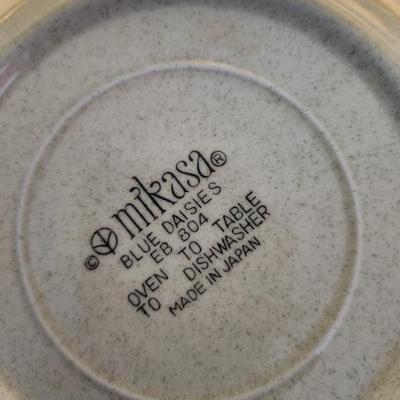 © mikasa®
BLUE DAISIES
EB 804
OVEN TO TABLE
TO DISHWASHER
MADE IN JAPAN